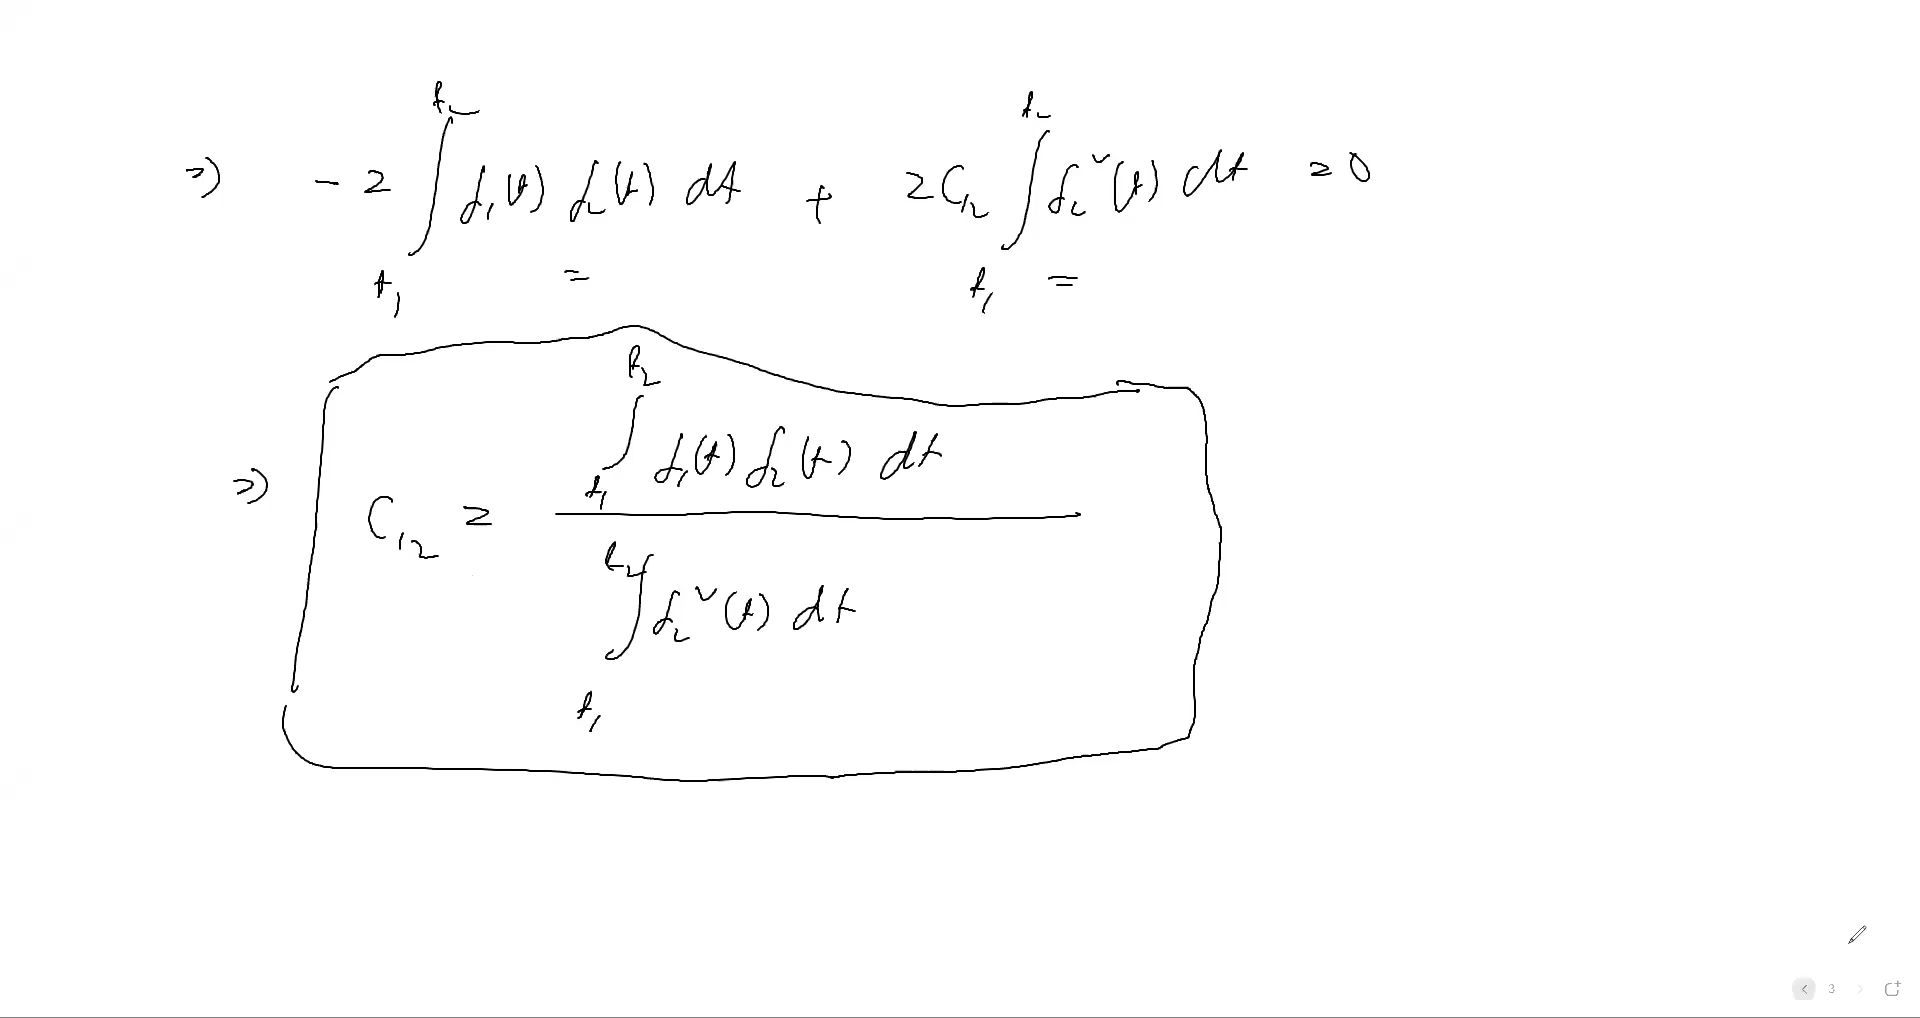 ⇒ -2 ∫_{t₁}^{t₂} f₁(t) f₂(t) dt + 2C₁₂ ∫_{t₁}^{t₂} f₂²(t) dt = 0
⇒ C₁₂ = ∫_{t₁}^{t₂} f₁(t) f₂(t) dt / ∫_{t₁}^{t₂} f₂²(t) dt
3